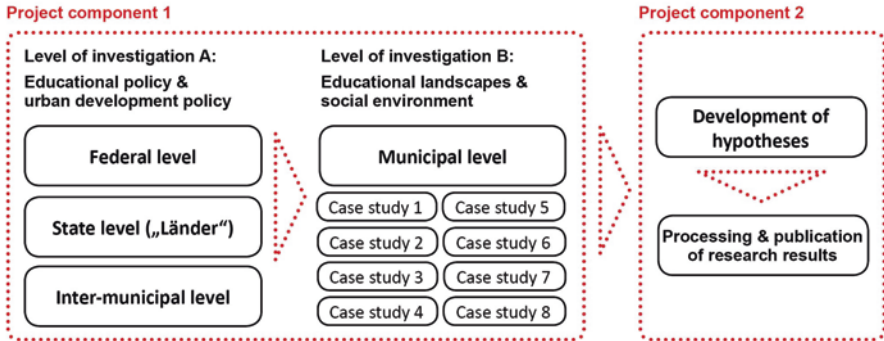 Project component 1
Level of investigation A:
Educational policy &
urban development policy
Federal level
State level („Länder“)
Inter-municipal level
Level of investigation B:
Educational landscapes &
social environment
Municipal level
Case study 1
Case study 5
Case study 2
Case study 6
Case study 3
Case study 7
Case study 4
Case study 8
Project component 2
Development of
hypotheses
Processing & publication
of research results